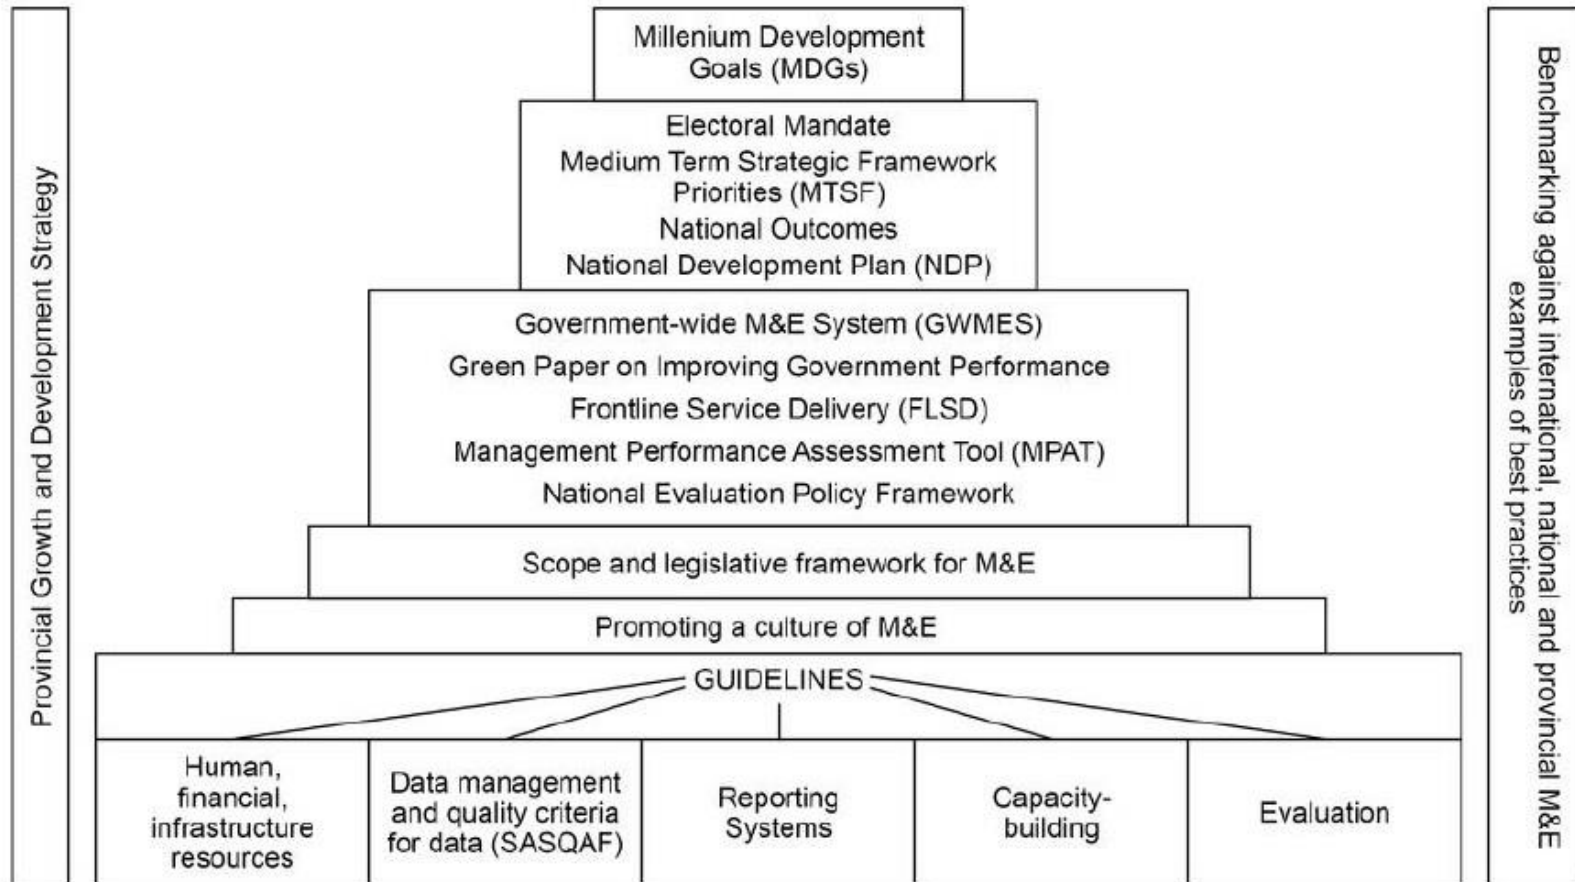 Provincial Growth and Development Strategy
Millenium Development
Goals (MDGs)
Electoral Mandate
Medium Term Strategic Framework
Priorities (MTSF)
National Outcomes
National Development Plan (NDP)
Government-wide M&E System (GWMES)
Green Paper on Improving Government Performance
Frontline Service Delivery (FLSD)
Management Performance Assessment Tool (MPAT)
National Evaluation Policy Framework
Scope and legislative framework for M&E
Promoting a culture of M&E
GUIDELINES
Human,
financial,
infrastructure
resources
Data management
and quality criteria
for data (SASQAF)
Reporting
Systems
Capacity-
building
Evaluation
Benchmarking against international, national and provincial M&E
examples of best practices